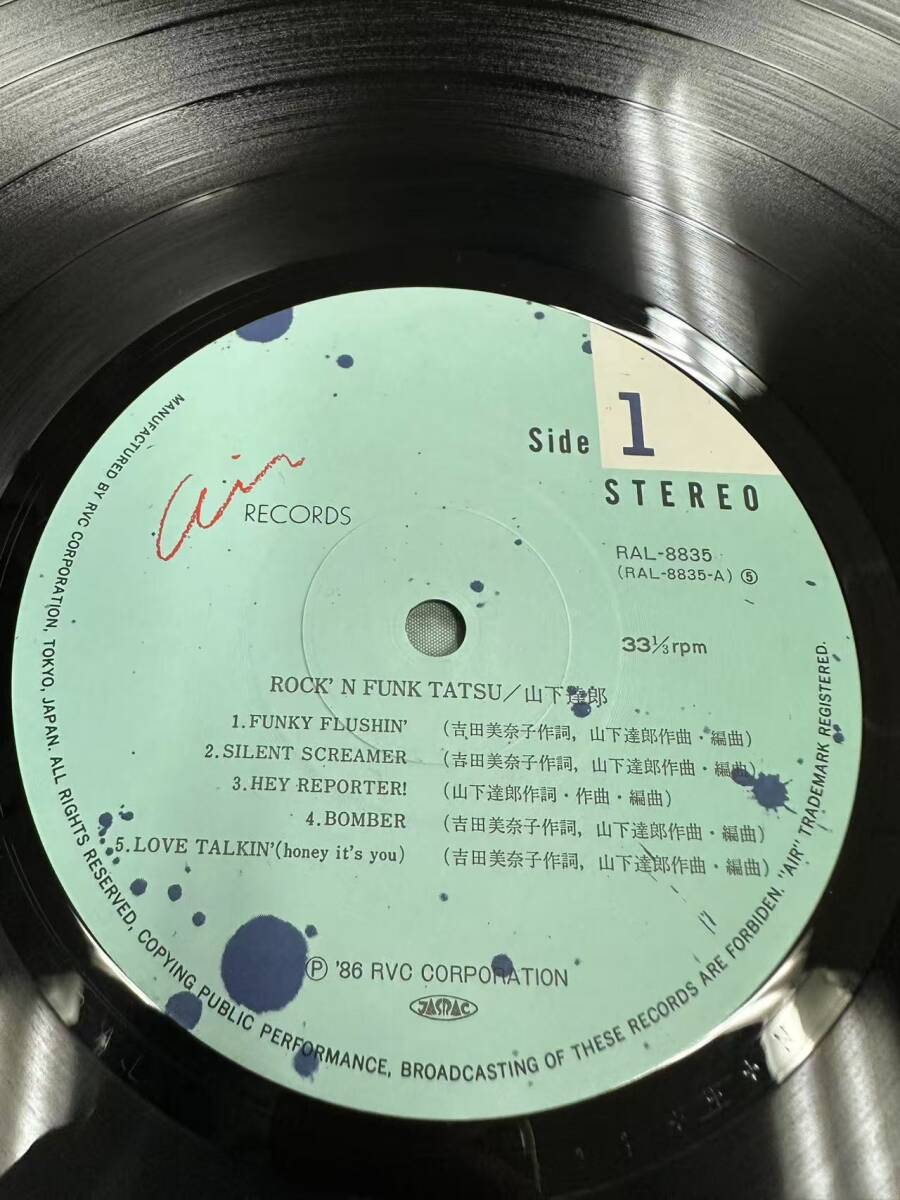 Air
RECORDS
Side 1
STEREO
RAL-8835
(RAL-8835-A) ⑤
33⅓rpm
ROCK' N FUNK TATSU／山下達郎
1.FUNKY FLUSHIN' (吉田美奈子作詞, 山下達郎作曲・編曲)
2.SILENT SCREAMER (吉田美奈子作詞, 山下達郎作曲・編曲)
3.HEY REPORTER! (山下達郎作詞・作曲・編曲)
4.BOMBER (吉田美奈子作詞, 山下達郎作曲・編曲)
5.LOVE TALKIN'(honey it's you) (吉田美奈子作詞, 山下達郎作曲・編曲)
Ⓟ '86 RVC CORPORATION
JASRAC
MANUFACTURED BY RVC CORPORATION, TOKYO, JAPAN. ALL RIGHTS RESERVED, COPYING PUBLIC PERFORMANCE, BROADCASTING OF THESE RECORDS ARE FORBIDEN. "AIR" TRADEMARK REGISTERED.